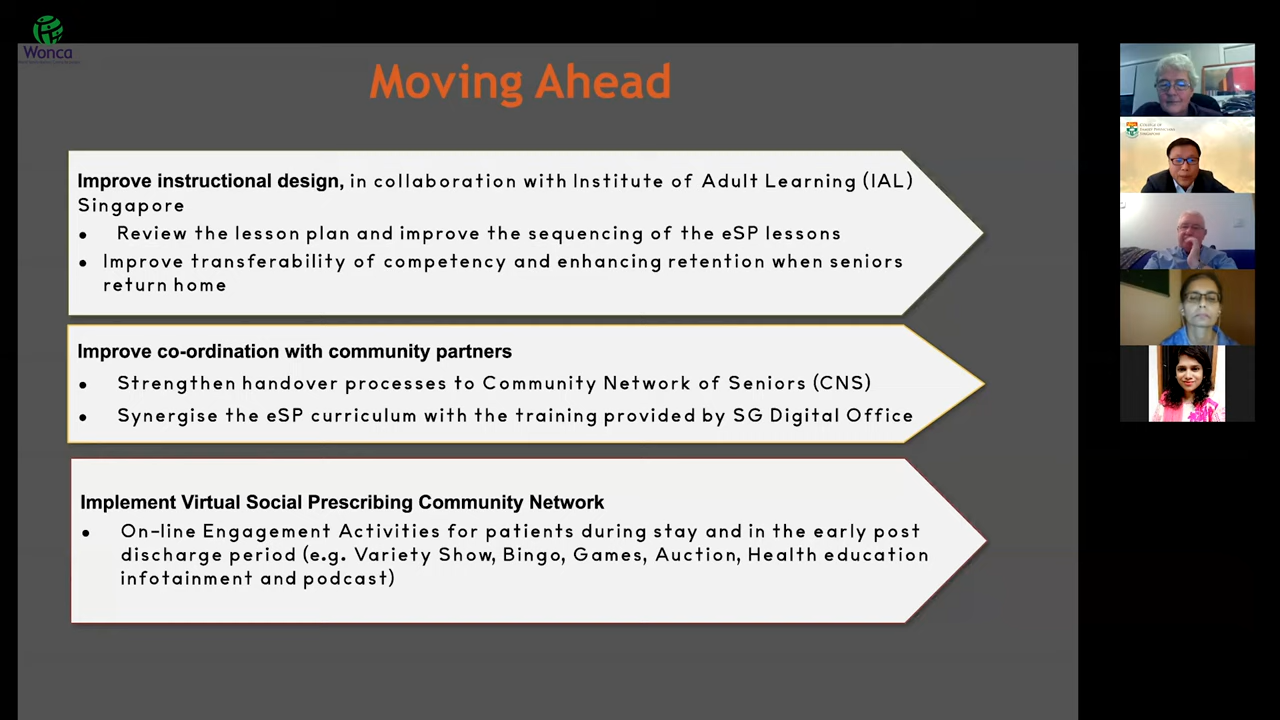 Wonca
Moving Ahead
Improve instructional design, in collaboration with Institute of Adult Learning (IAL)
Singapore
• Review the lesson plan and improve the sequencing of the eSP lessons
• Improve transferability of competency and enhancing retention when seniors
return home
Improve co-ordination with community partners
• Strengthen handover processes to Community Network of Seniors (CNS)
• Synergise the eSP curriculum with the training provided by SG Digital Office
Implement Virtual Social Prescribing Community Network
• On-line Engagement Activities for patients during stay and in the early post
discharge period (e.g. Variety Show, Bingo, Games, Auction, Health education
infotainment and podcast)